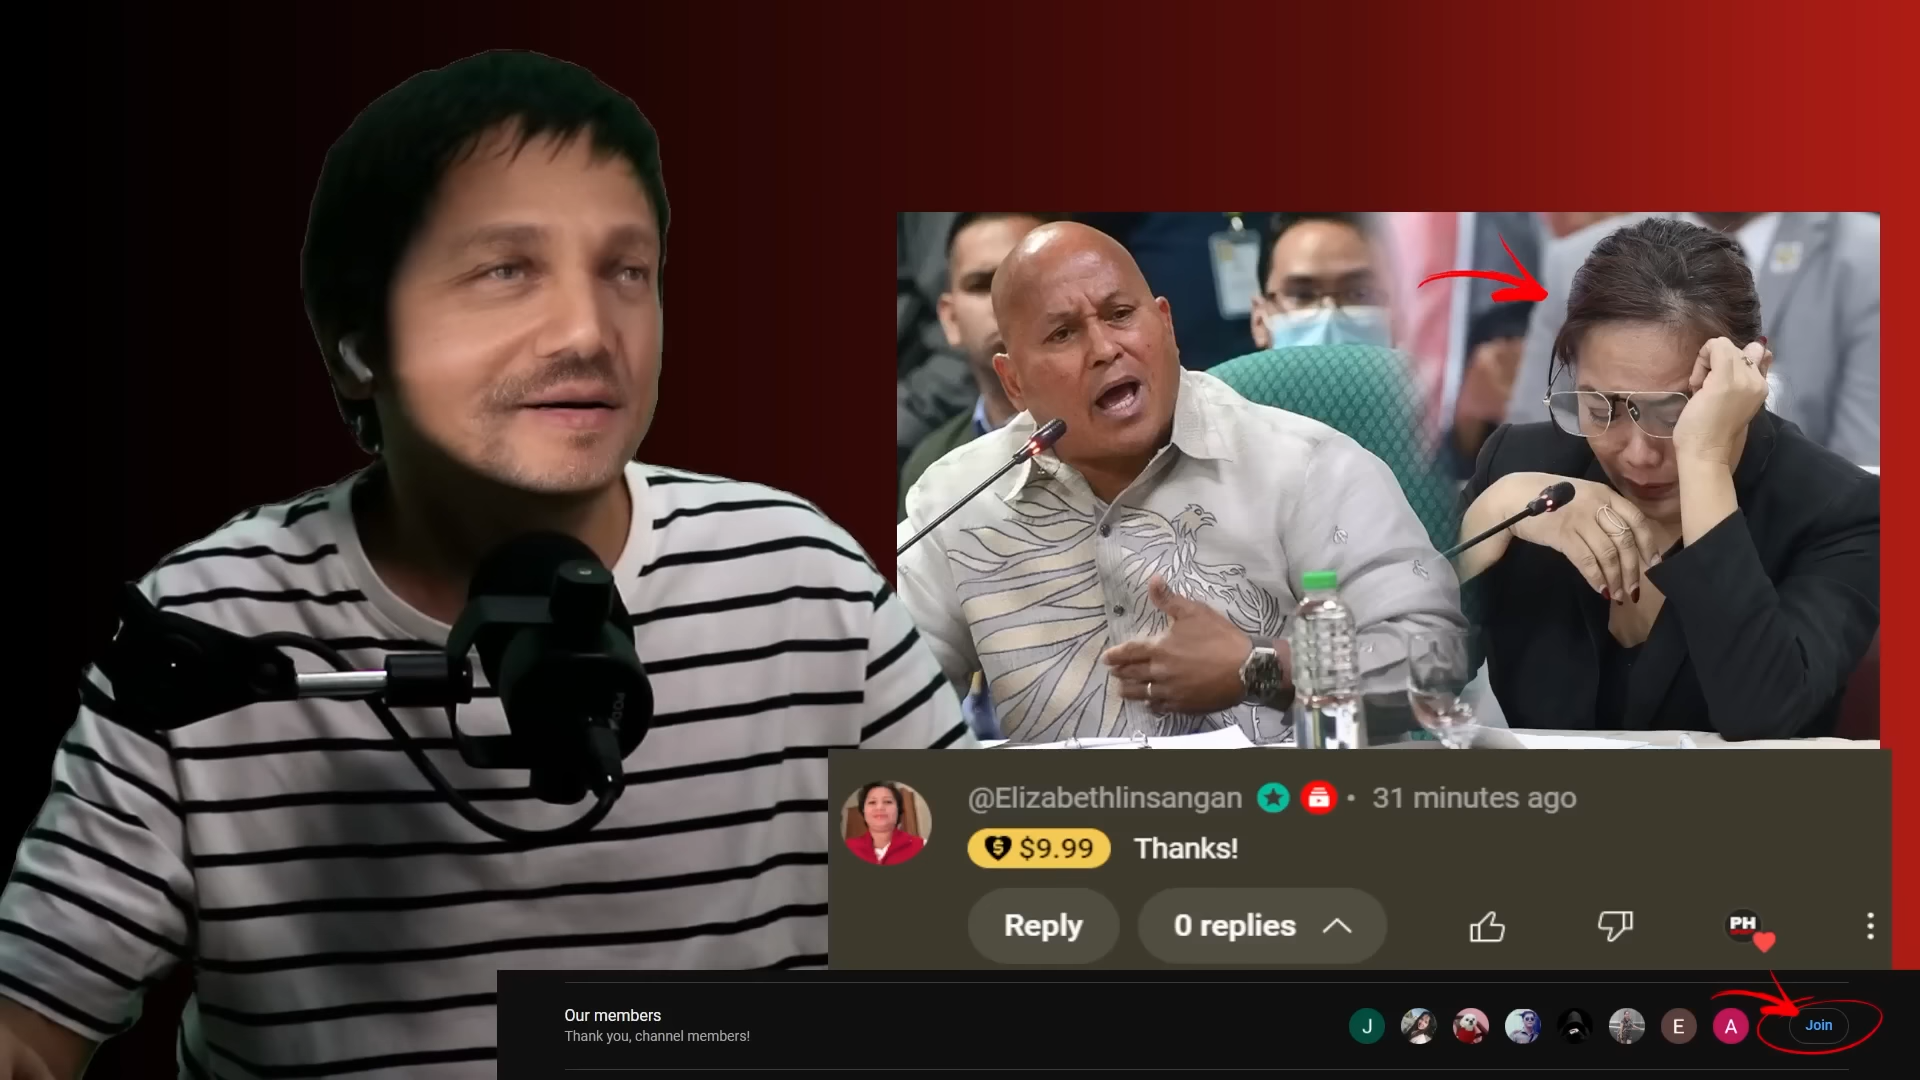 @Elizabethlinsangan • 31 minutes ago
$9.99 Thanks!
Reply 0 replies
PH
Our members
Thank you, channel members!
J E A Join